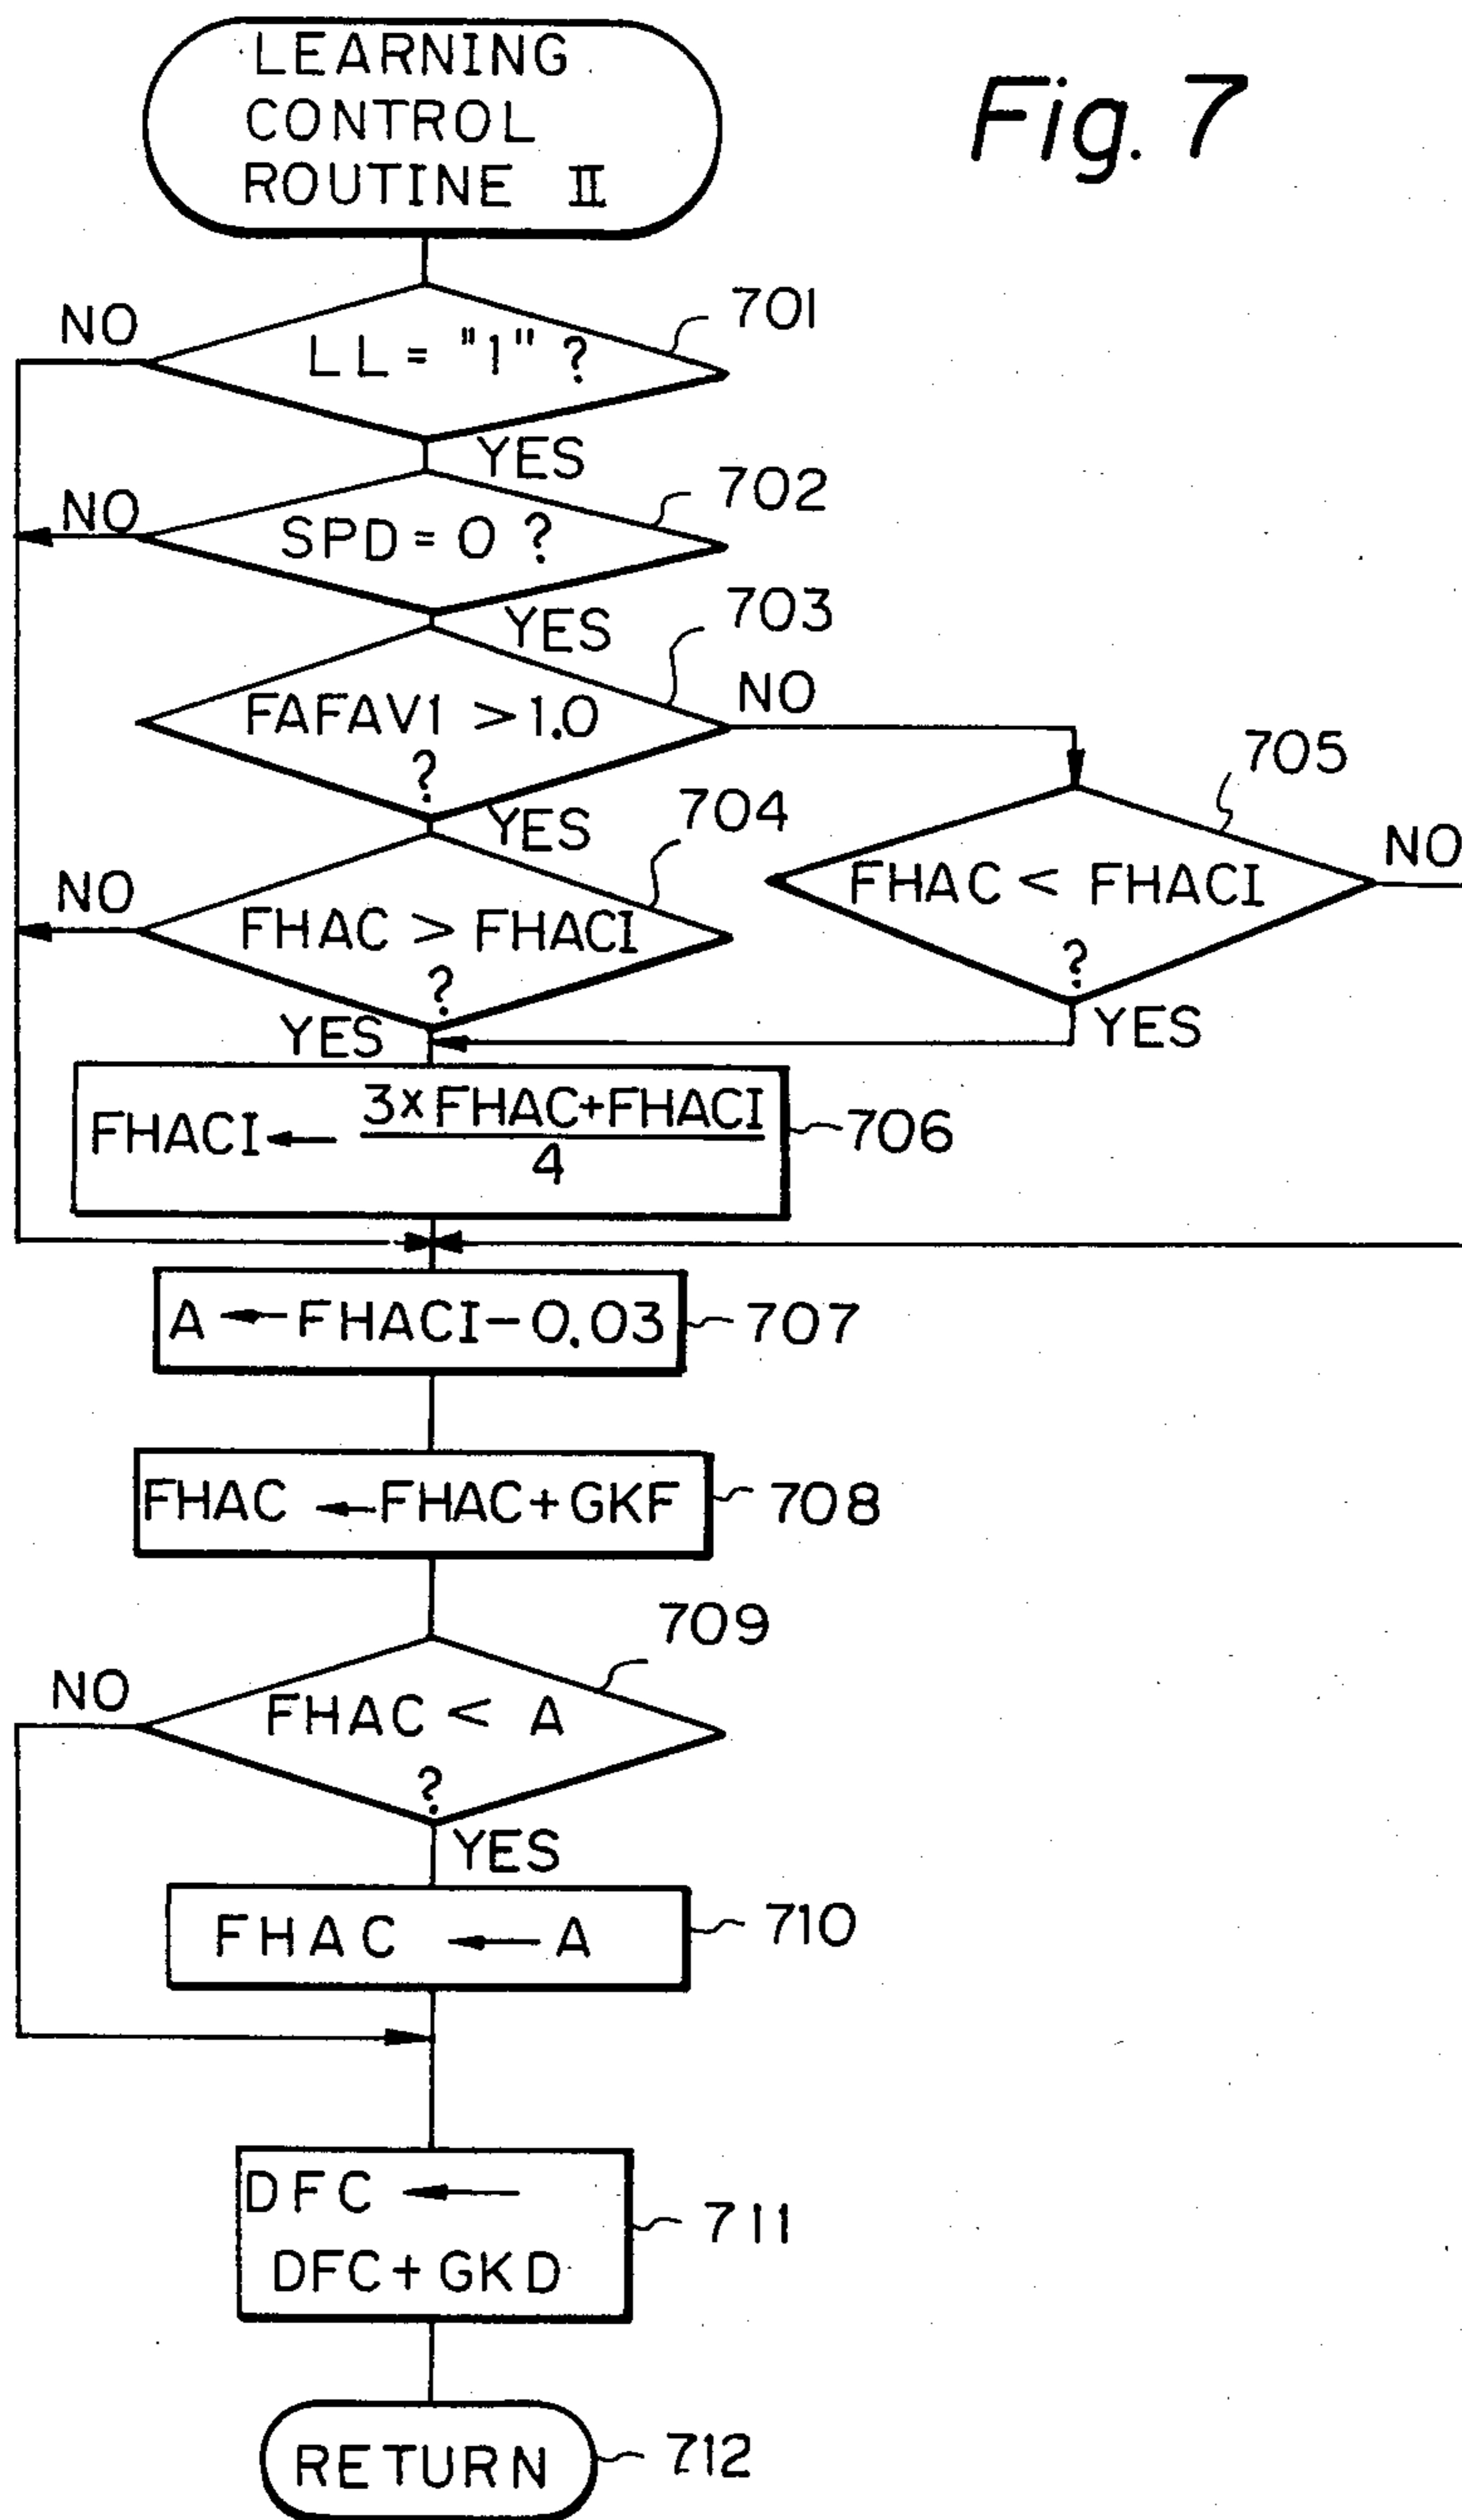 LEARNING
CONTROL
ROUTINE II
Fig. 7
NO
LL = "1" ?
701
YES
NO
SPD = 0 ?
702
YES
703
FAFAV1 > 1.0
?
NO
YES
704
705
NO
FHAC > FHACI
?
YES
FHAC < FHACI
?
NO
YES
FHACI ← 3×FHAC+FHACI
4
706
A ← FHACI-0.03
707
FHAC ← FHAC+GKF
708
709
NO
FHAC < A
?
YES
FHAC ← A
710
DFC ←
DFC+GKD
711
RETURN
712